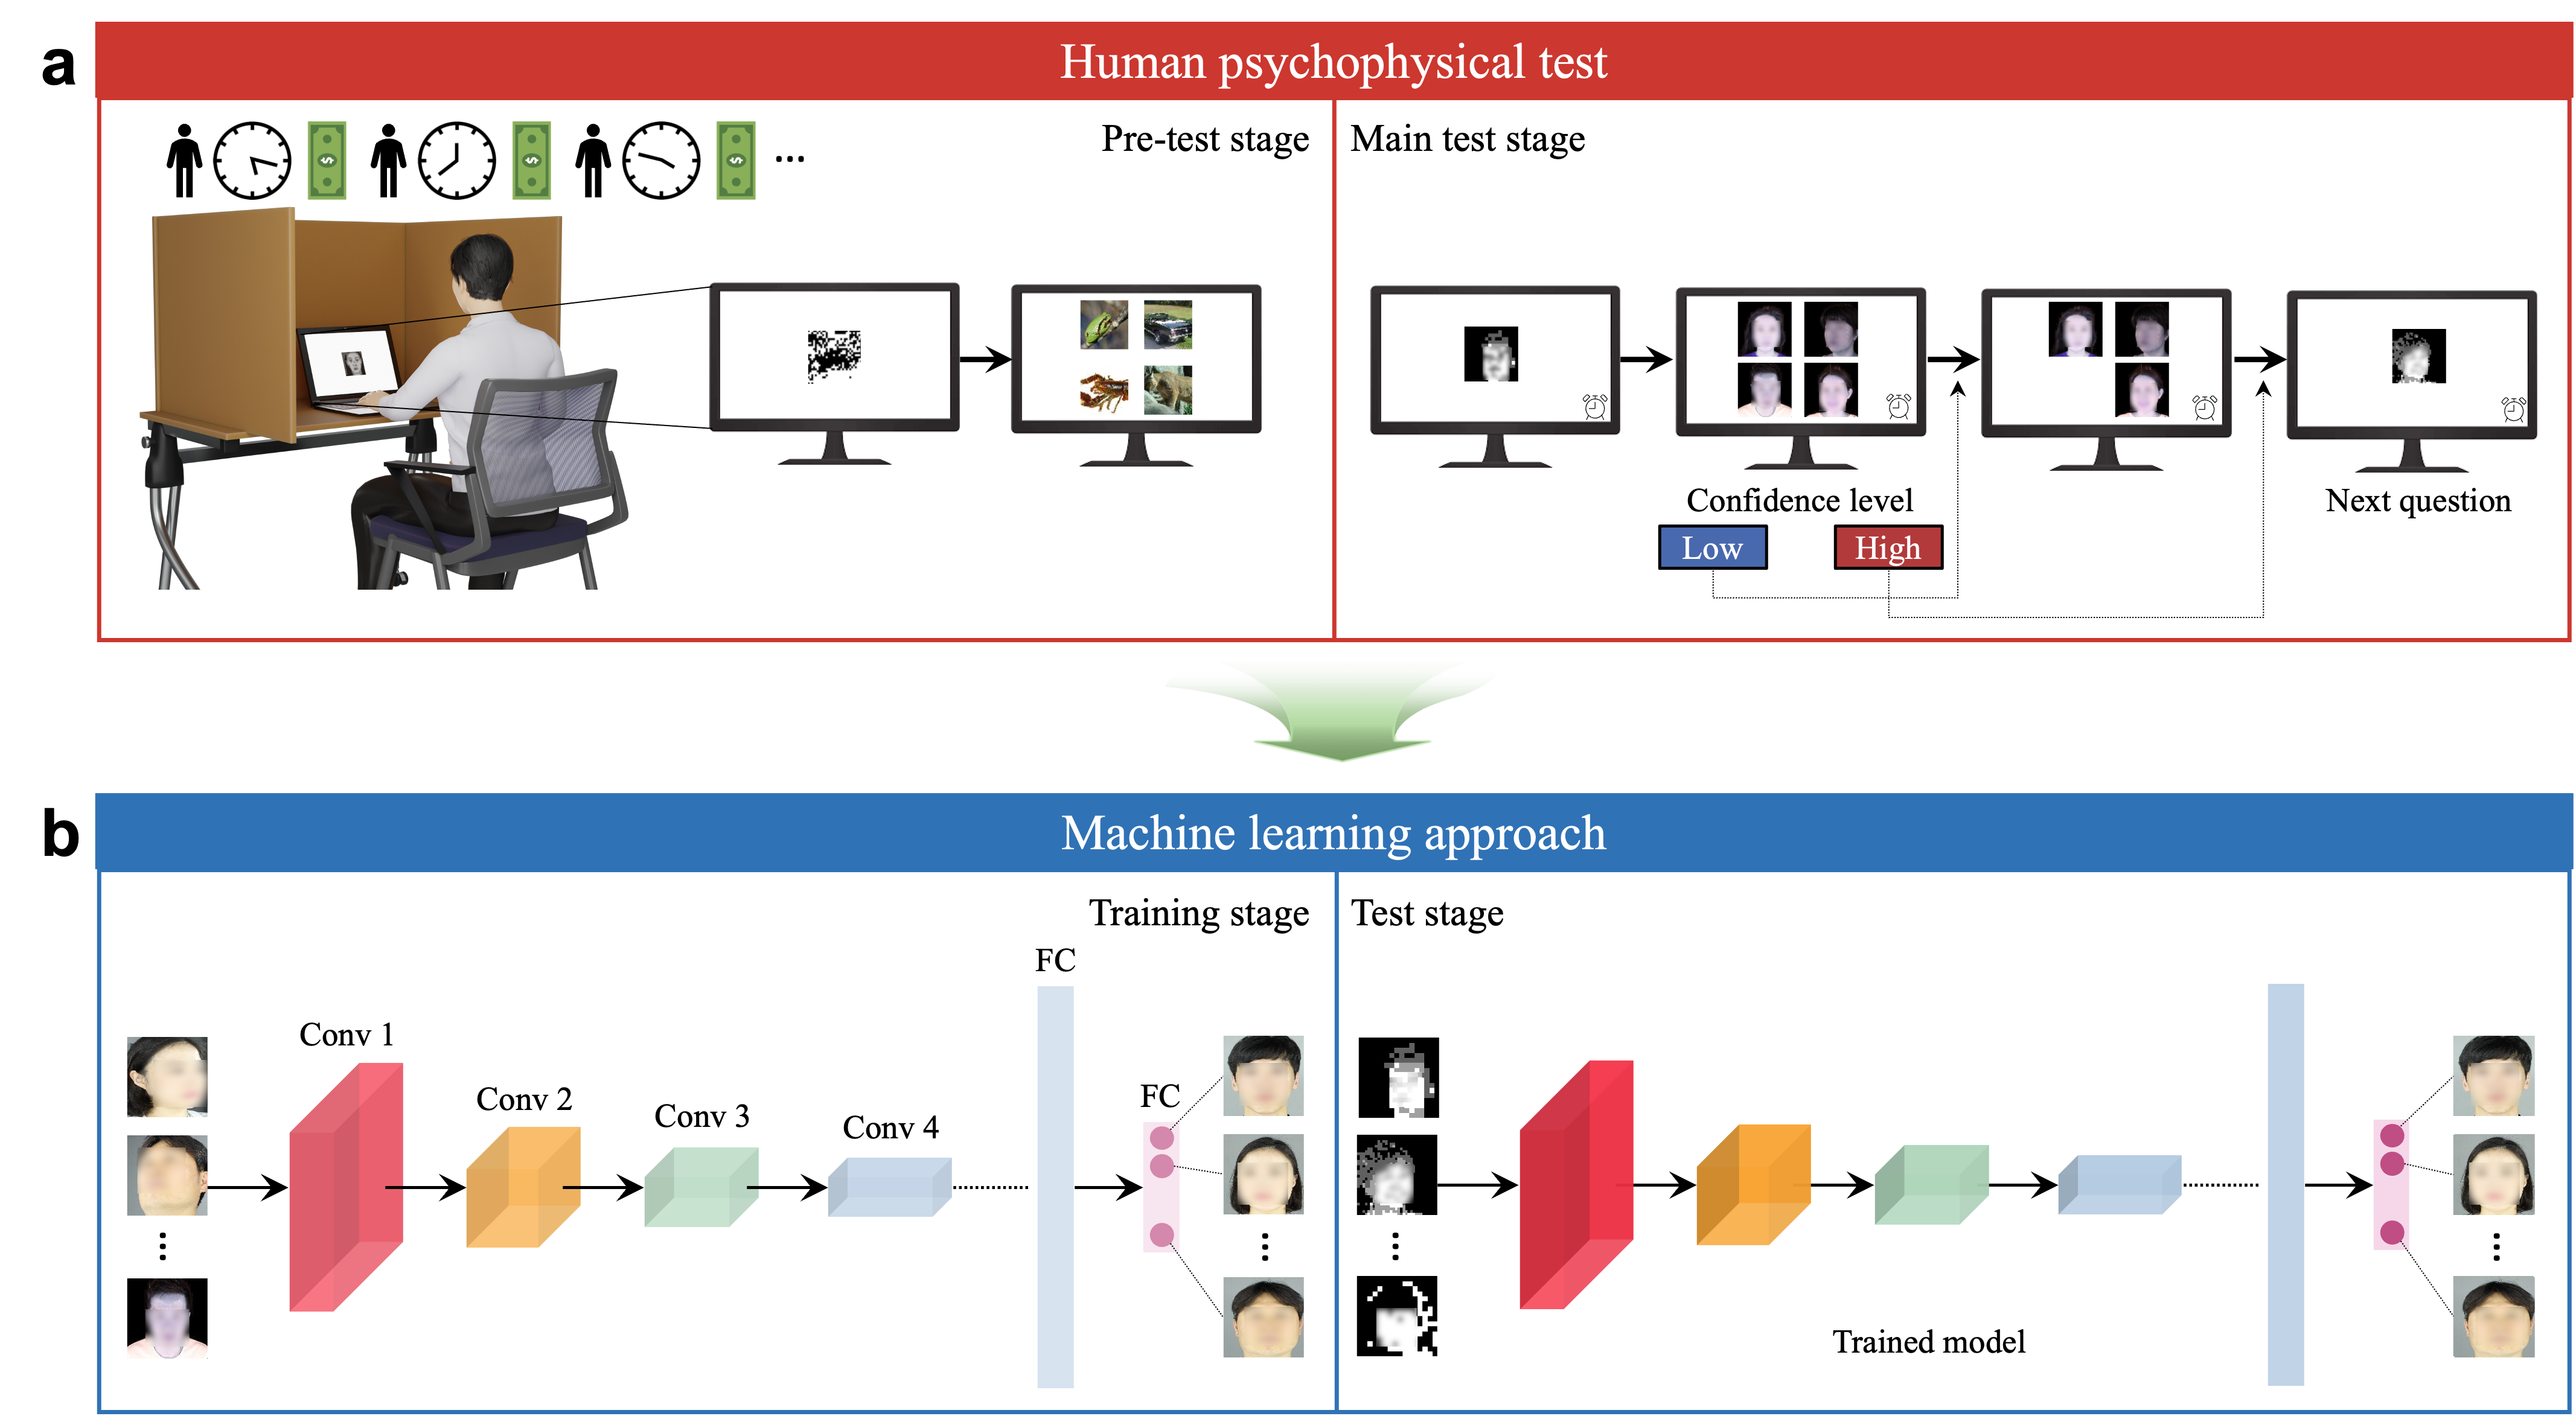 a
Human psychophysical test
Pre-test stage
Main test stage
...
Confidence level
Low
High
Next question
b
Machine learning approach
Training stage
Test stage
FC
Conv 1
Conv 2
Conv 3
Conv 4
FC
Trained model